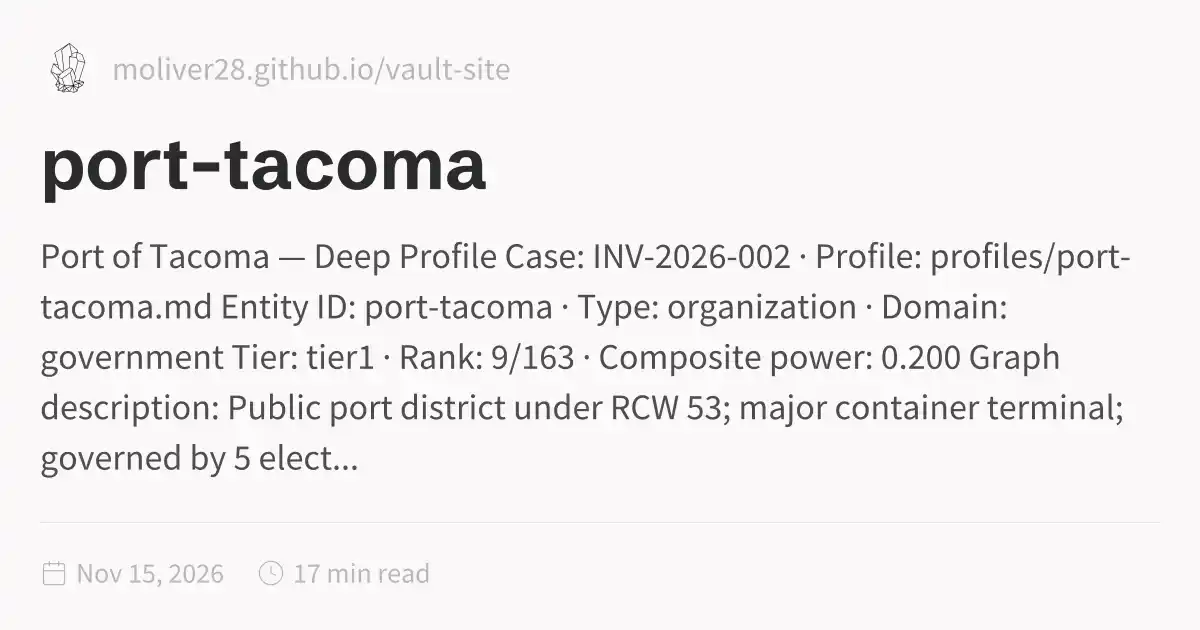 moliver28.github.io/vault-site
port-tacoma
Port of Tacoma — Deep Profile Case: INV-2026-002 · Profile: profiles/port-
tacoma.md Entity ID: port-tacoma · Type: organization · Domain:
government Tier: tier1 · Rank: 9/163 · Composite power: 0.200 Graph
description: Public port district under RCW 53; major container terminal;
governed by 5 elect...
Nov 15, 2026 17 min read